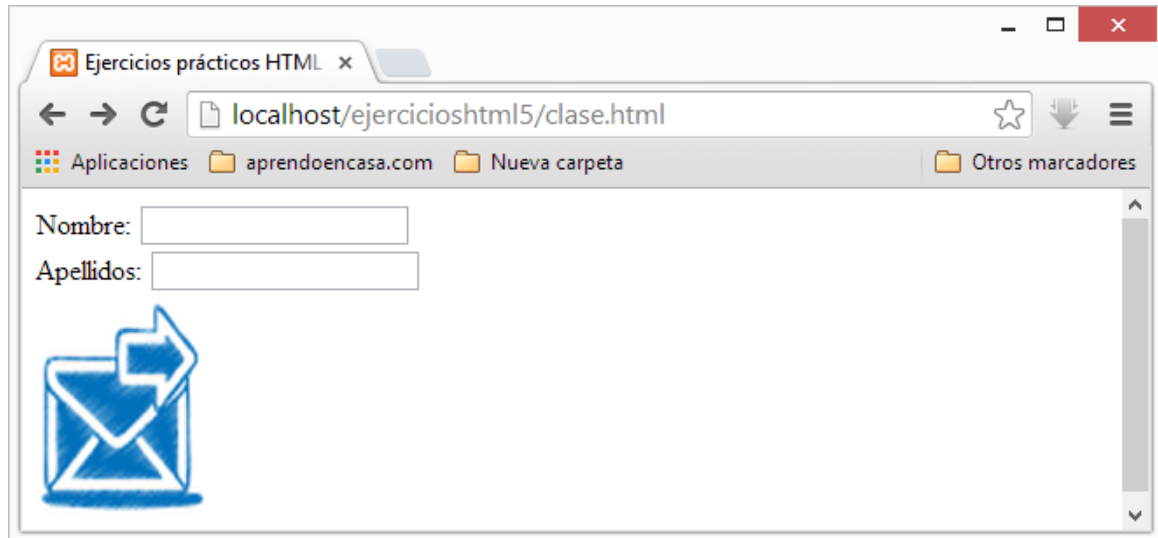 Ejercicios prácticos HTML
localhost/ejercicioshtml5/clase.html
Aplicaciones aprendoencasa.com Nueva carpeta Otros marcadores
Nombre:
Apellidos: